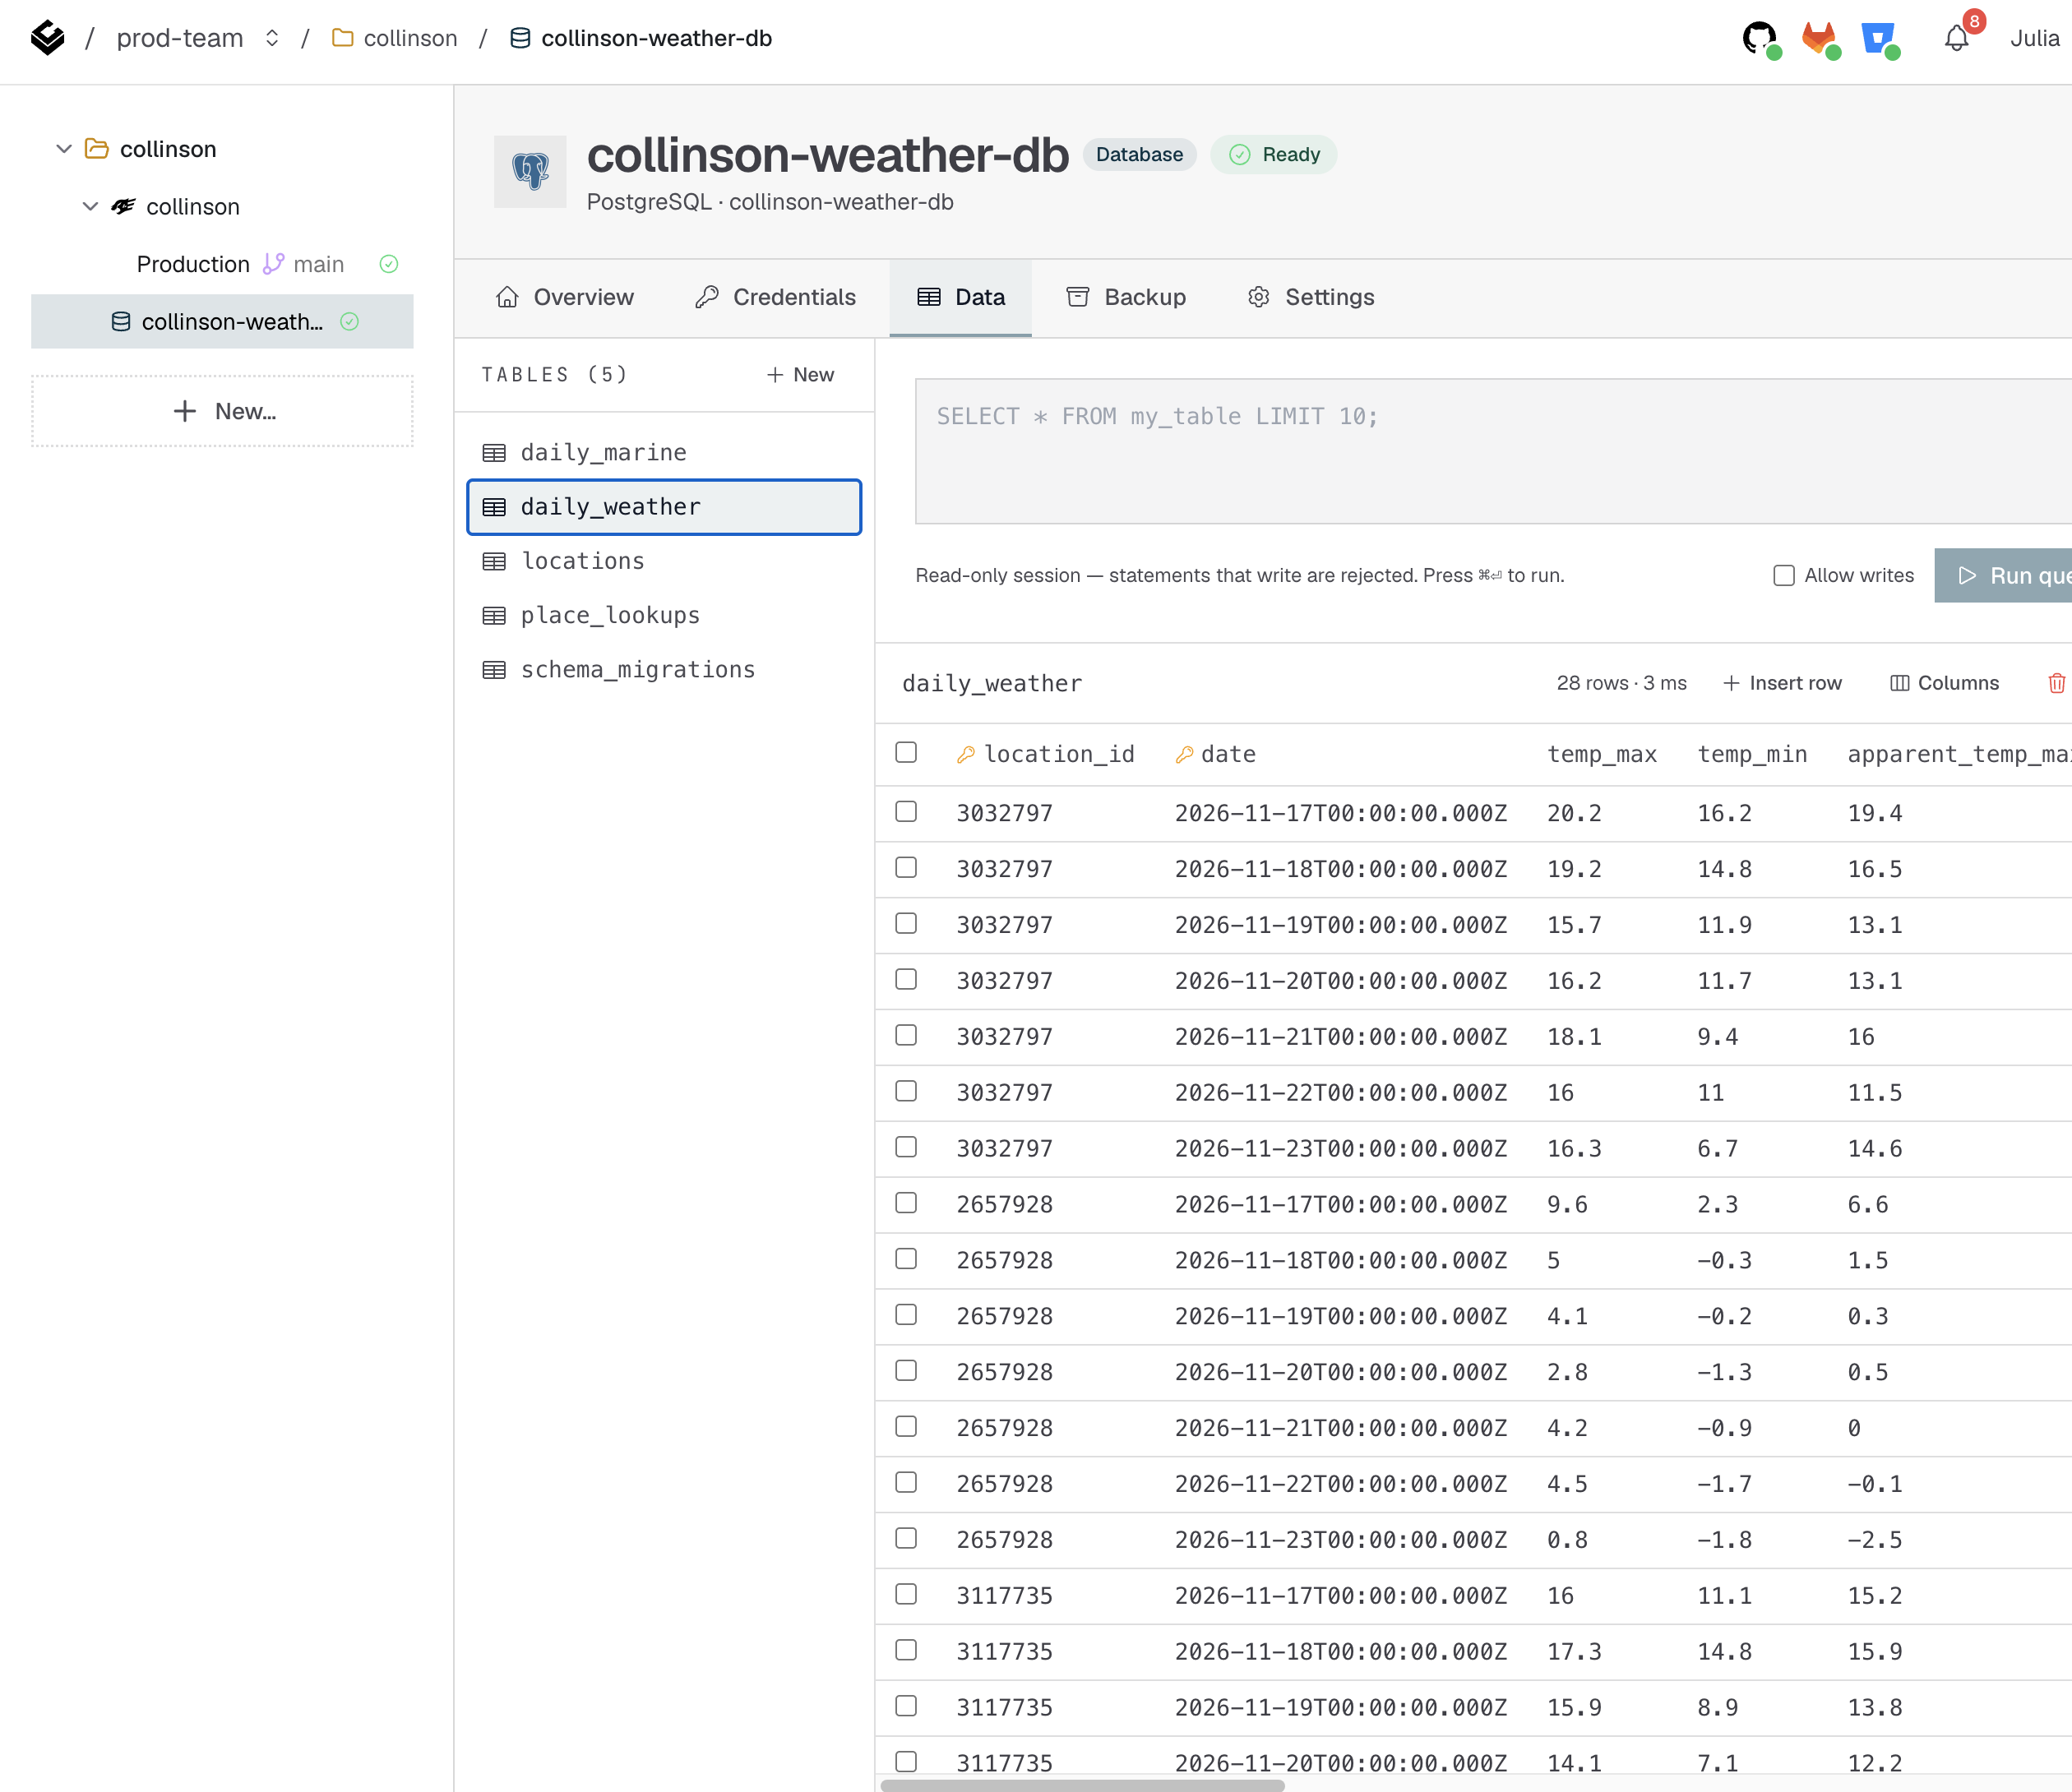 / prod-team / collinson / collinson-weather-db 8 Julia
collinson
collinson
Production main
collinson-weath...
New...
collinson-weather-db Database Ready
PostgreSQL · collinson-weather-db
Overview Credentials Data Backup Settings
TABLES (5) New
daily_marine
daily_weather
locations
place_lookups
schema_migrations
SELECT * FROM my_table LIMIT 10;
Read-only session — statements that write are rejected. Press ⌘⏎ to run. Allow writes Run que
daily_weather 28 rows · 3 ms Insert row Columns
location_id date temp_max temp_min apparent_temp_max
3032797 2026-11-17T00:00:00.000Z 20.2 16.2 19.4
3032797 2026-11-18T00:00:00.000Z 19.2 14.8 16.5
3032797 2026-11-19T00:00:00.000Z 15.7 11.9 13.1
3032797 2026-11-20T00:00:00.000Z 16.2 11.7 13.1
3032797 2026-11-21T00:00:00.000Z 18.1 9.4 16
3032797 2026-11-22T00:00:00.000Z 16 11 11.5
3032797 2026-11-23T00:00:00.000Z 16.3 6.7 14.6
2657928 2026-11-17T00:00:00.000Z 9.6 2.3 6.6
2657928 2026-11-18T00:00:00.000Z 5 -0.3 1.5
2657928 2026-11-19T00:00:00.000Z 4.1 -0.2 0.3
2657928 2026-11-20T00:00:00.000Z 2.8 -1.3 0.5
2657928 2026-11-21T00:00:00.000Z 4.2 -0.9 0
2657928 2026-11-22T00:00:00.000Z 4.5 -1.7 -0.1
2657928 2026-11-23T00:00:00.000Z 0.8 -1.8 -2.5
3117735 2026-11-17T00:00:00.000Z 16 11.1 15.2
3117735 2026-11-18T00:00:00.000Z 17.3 14.8 15.9
3117735 2026-11-19T00:00:00.000Z 15.9 8.9 13.8
3117735 2026-11-20T00:00:00.000Z 14.1 7.1 12.2